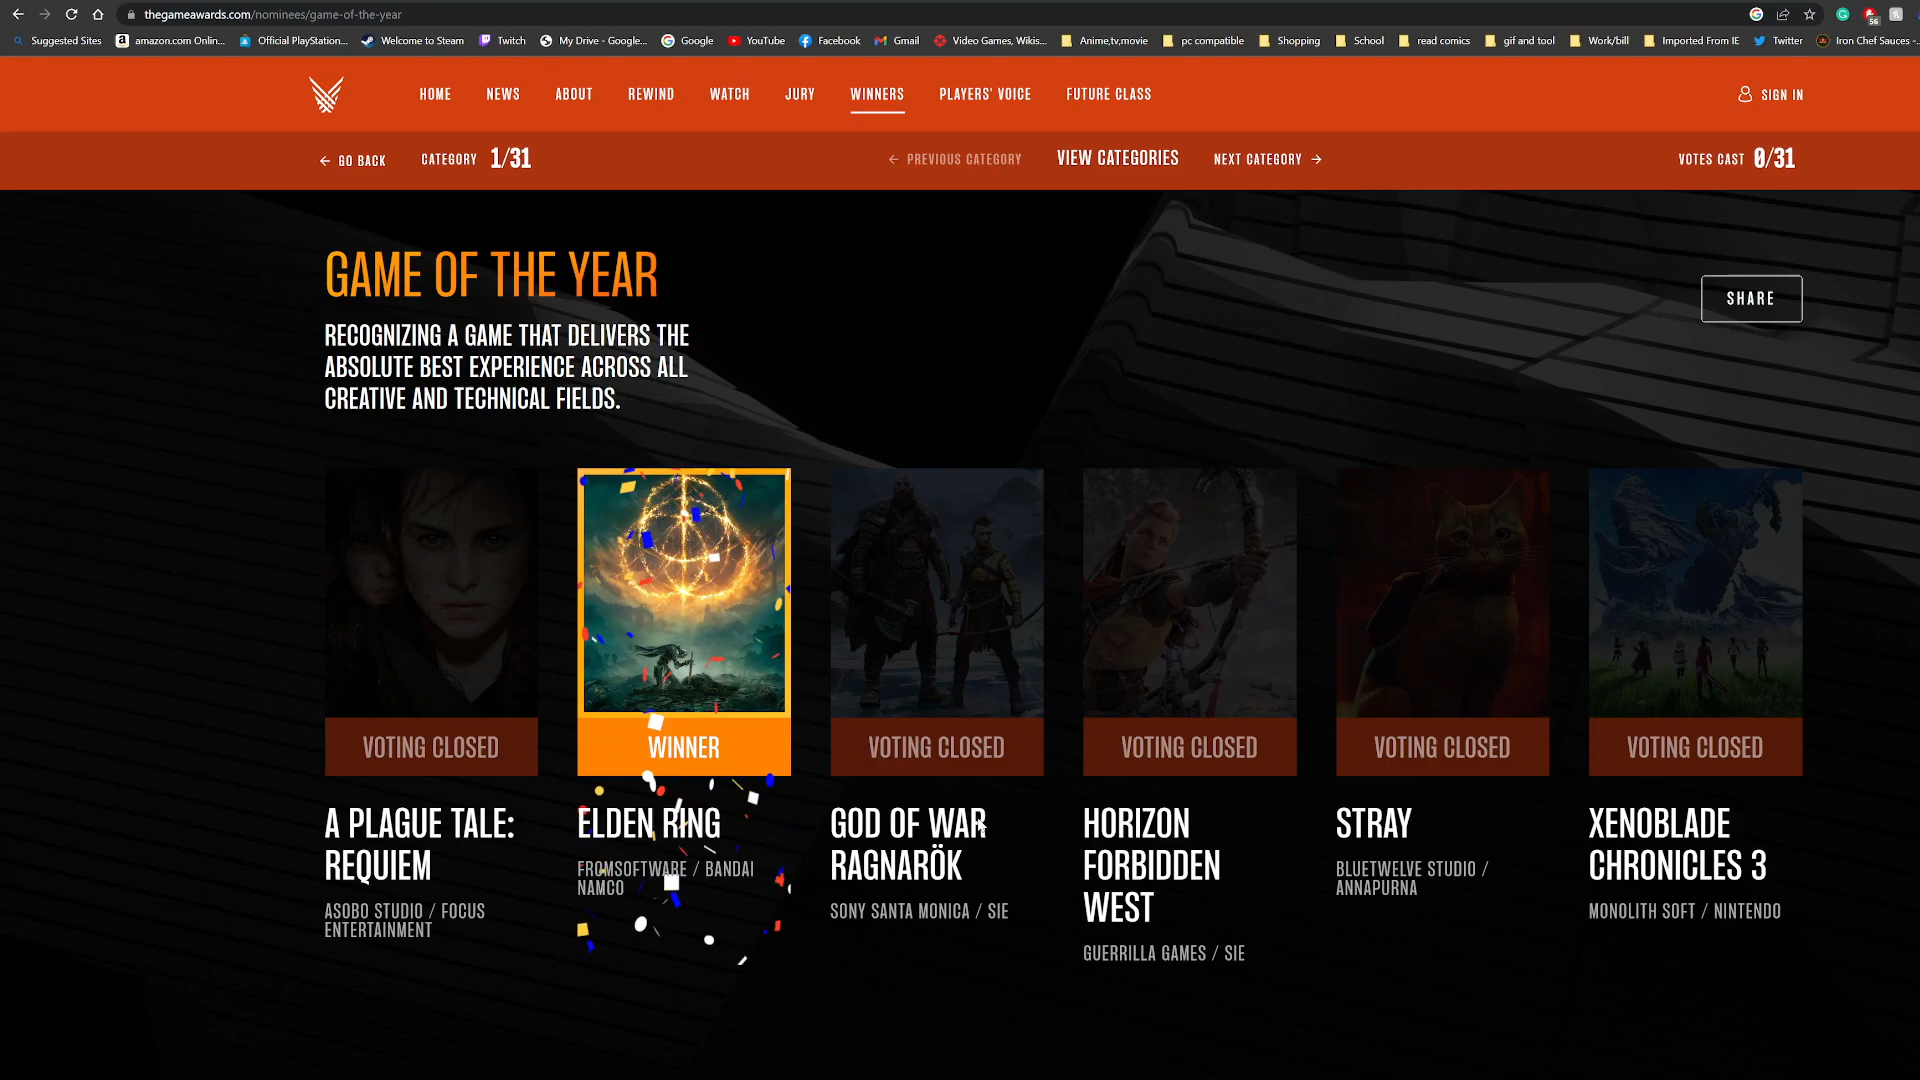 thegameawards.com/nominees/game-of-the-year
56
Suggested Sites
amazon.com Onlin...
Official PlayStation...
Welcome to Steam
Twitch
My Drive - Google...
Google
YouTube
Facebook
Gmail
Video Games, Wikis...
Anime,tv,movie
pc compatible
Shopping
School
read comics
gif and tool
Work/bill
Imported From IE
Twitter
Iron Chef Sauces -...
HOME
NEWS
ABOUT
REWIND
WATCH
JURY
WINNERS
PLAYERS' VOICE
FUTURE CLASS
SIGN IN
GO BACK
CATEGORY 1/31
PREVIOUS CATEGORY
VIEW CATEGORIES
NEXT CATEGORY
VOTES CAST 0/31
GAME OF THE YEAR
SHARE
RECOGNIZING A GAME THAT DELIVERS THE
ABSOLUTE BEST EXPERIENCE ACROSS ALL
CREATIVE AND TECHNICAL FIELDS.
VOTING CLOSED
A PLAGUE TALE:
REQUIEM
ASOBO STUDIO / FOCUS
ENTERTAINMENT
WINNER
ELDEN RING
FROMSOFTWARE / BANDAI
NAMCO
VOTING CLOSED
GOD OF WAR
RAGNARÖK
SONY SANTA MONICA / SIE
VOTING CLOSED
HORIZON
FORBIDDEN
WEST
GUERRILLA GAMES / SIE
VOTING CLOSED
STRAY
BLUETWELVE STUDIO /
ANNAPURNA
VOTING CLOSED
XENOBLADE
CHRONICLES 3
MONOLITH SOFT / NINTENDO